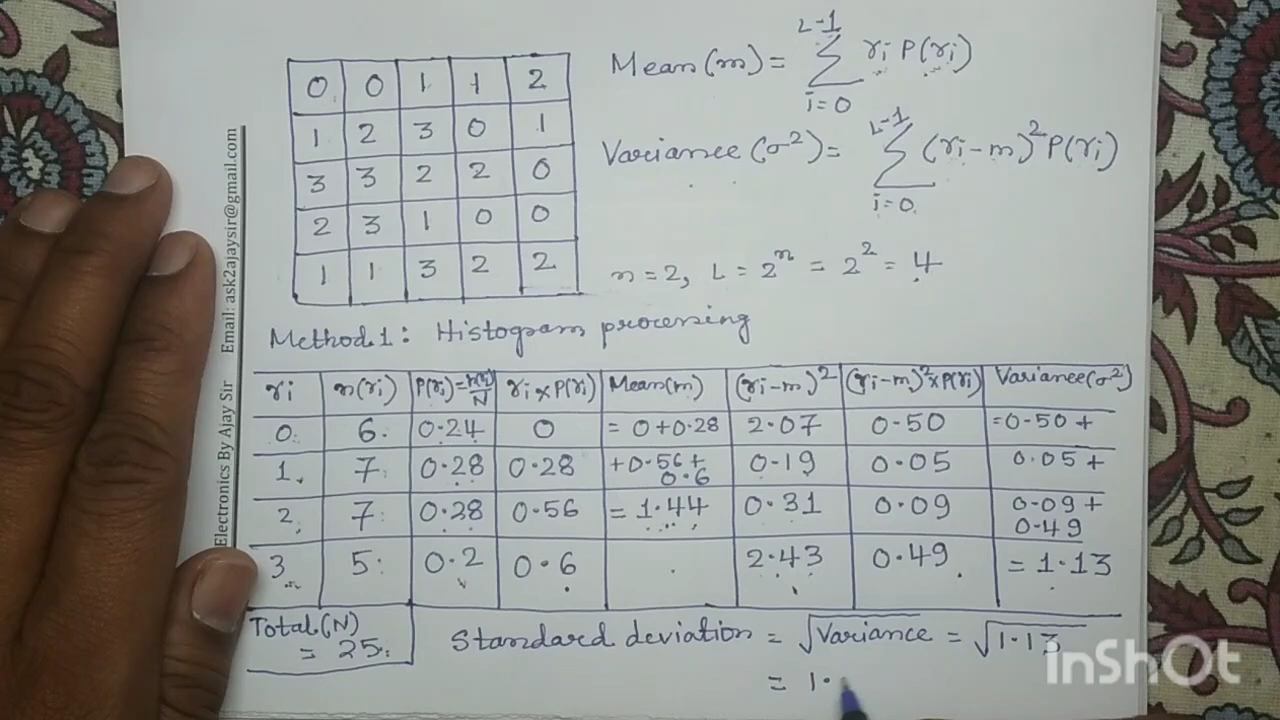 Mean (m) = L-1 Σ i=0 ri P(ri)
0 0 1 1 2
1 2 3 0 1
3 3 2 2 0
2 3 1 0 0
1 1 3 2 2
Variance (σ²) = L-1 Σ i=0 (ri-m)² P(ri)
n=2, L = 2ⁿ = 2² = 4
Method.1: Histogram processing
ri n(ri) P(ri)=n(ri)/N ri×P(ri) Mean(m) (ri-m)² (ri-m)²×P(ri) Variance(σ²)
0 6 0.24 0 = 0+0.28 2.07 0.50 =0.50+
1 7 0.28 0.28 +0.56+ 0.6 0.19 0.05 0.05+
2 7 0.28 0.56 = 1.44 0.31 0.09 0.09+ 0.49
3 5 0.2 0.6 2.43 0.49 = 1.13
Total(N)
= 25
Standard deviation = √Variance = √1.13
= 1.
Electronics By Ajay Sir Email: ask2ajaysir@gmail.com
InShOt